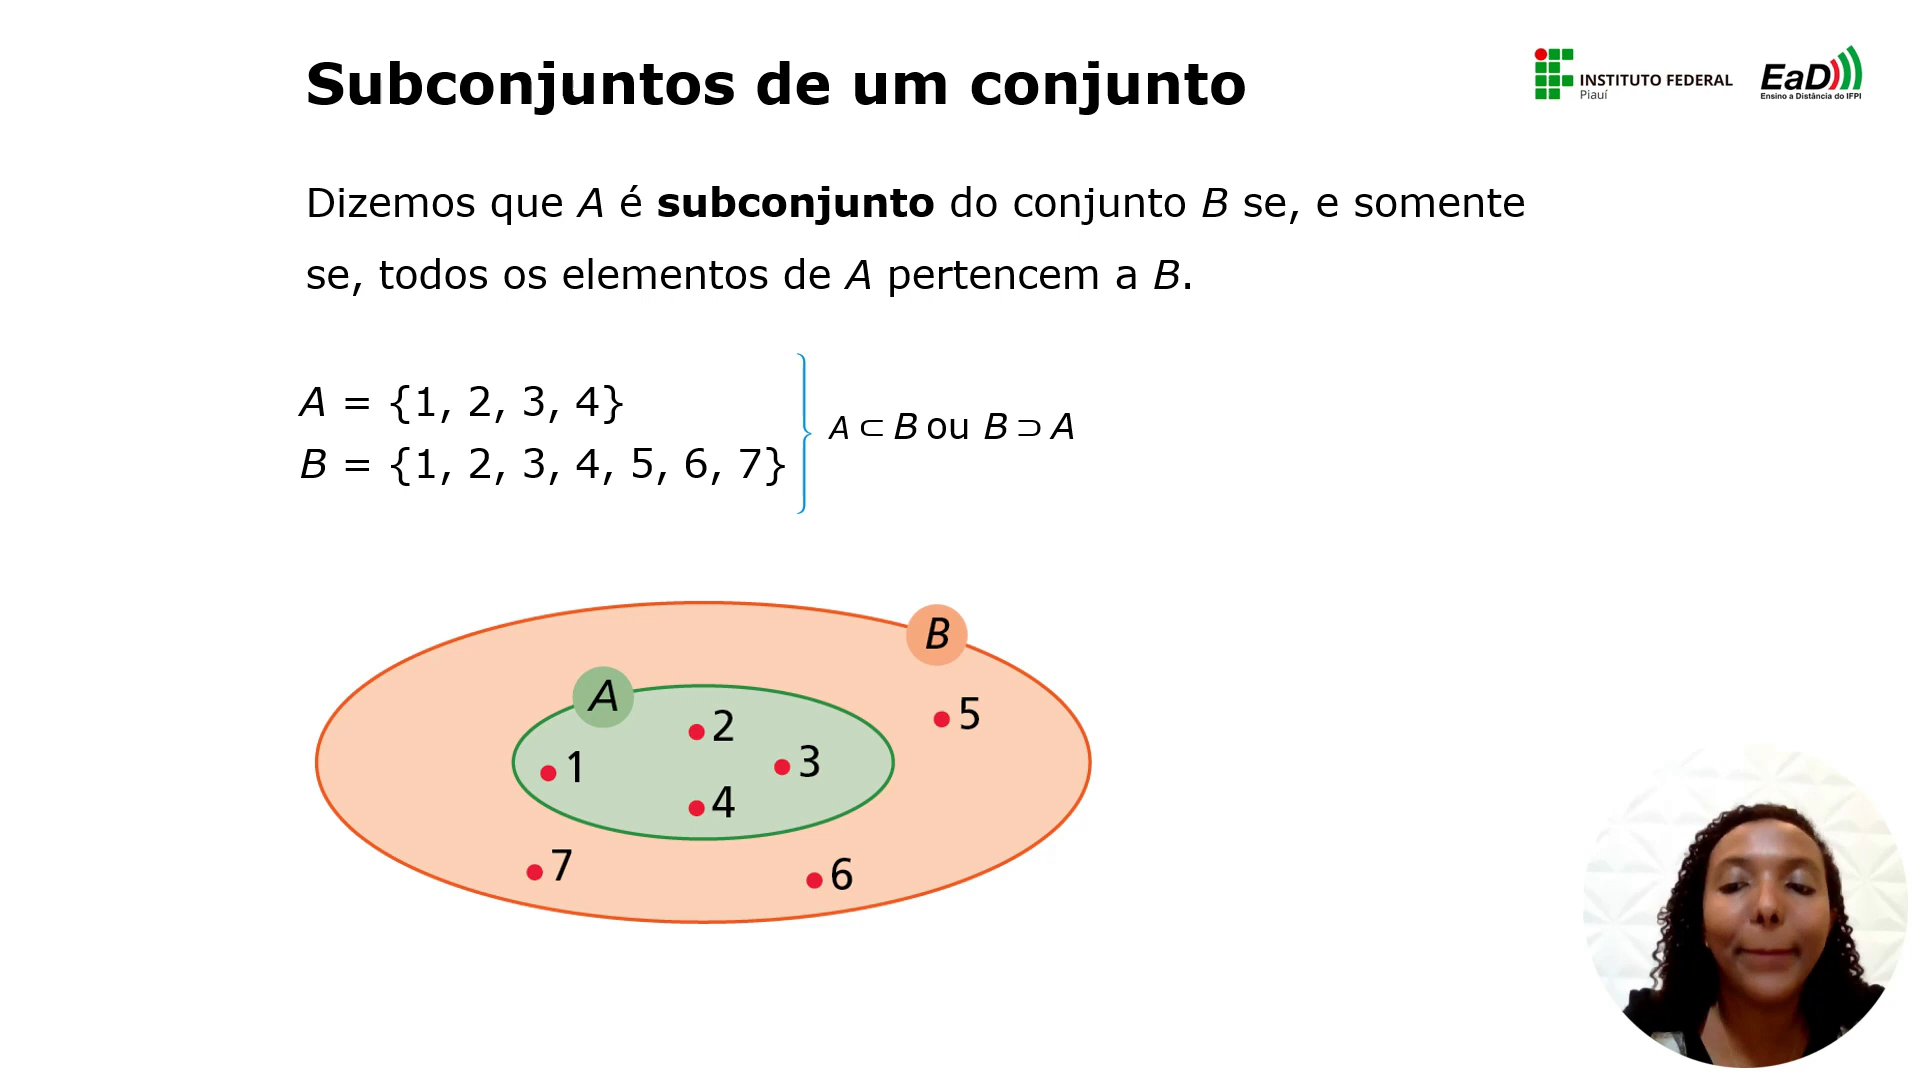 Subconjuntos de um conjunto
INSTITUTO FEDERAL
Piauí
EaD
Ensino a Distância do IFPI
Dizemos que A é subconjunto do conjunto B se, e somente
se, todos os elementos de A pertencem a B.
A = {1, 2, 3, 4}
B = {1, 2, 3, 4, 5, 6, 7}
A ⊂ B ou B ⊃ A
B
A
5
2
3
1
4
7
6